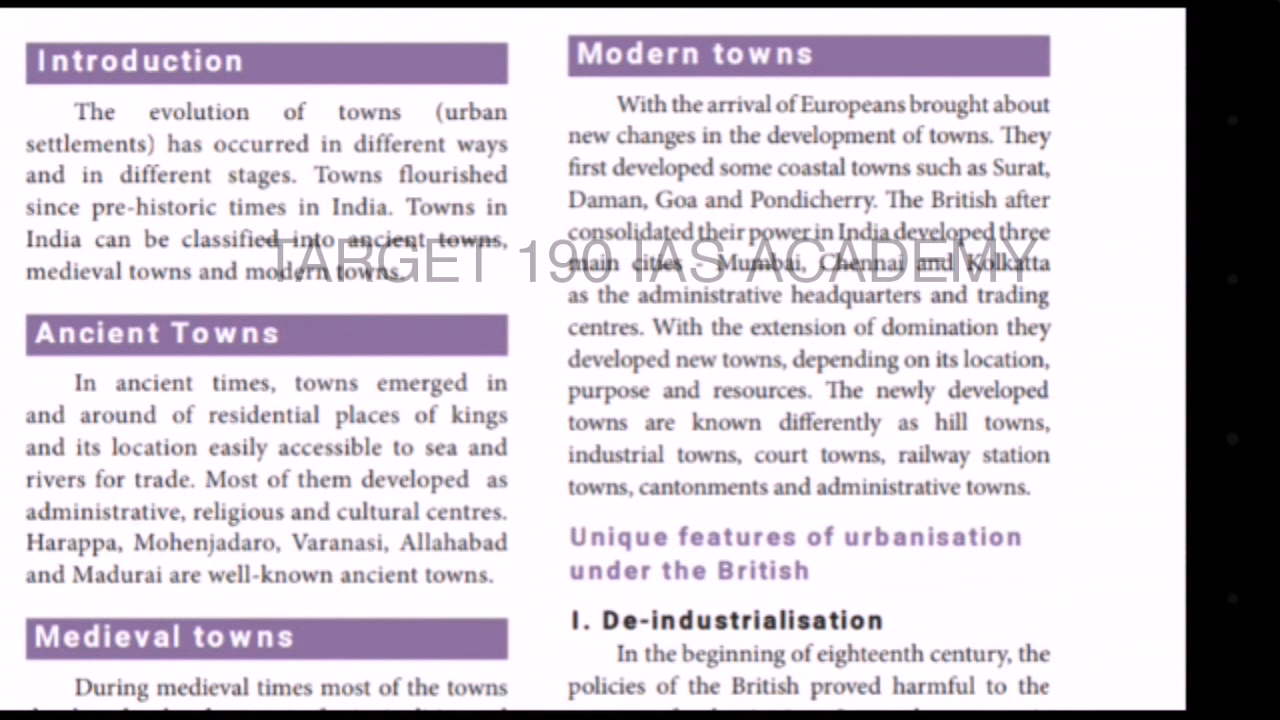 Introduction
The evolution of towns (urban
settlements) has occurred in different ways
and in different stages. Towns flourished
since pre-historic times in India. Towns in
India can be classified into ancient towns,
medieval towns and modern towns.
Ancient Towns
In ancient times, towns emerged in
and around of residential places of kings
and its location easily accessible to sea and
rivers for trade. Most of them developed as
administrative, religious and cultural centres.
Harappa, Mohenjadaro, Varanasi, Allahabad
and Madurai are well-known ancient towns.
Medieval towns
During medieval times most of the towns
Modern towns
With the arrival of Europeans brought about
new changes in the development of towns. They
first developed some coastal towns such as Surat,
Daman, Goa and Pondicherry. The British after
consolidated their power in India developed three
main cities - Mumbai, Chennai and Kolkatta
as the administrative headquarters and trading
centres. With the extension of domination they
developed new towns, depending on its location,
purpose and resources. The newly developed
towns are known differently as hill towns,
industrial towns, court towns, railway station
towns, cantonments and administrative towns.
Unique features of urbanisation
under the British
I. De-industrialisation
In the beginning of eighteenth century, the
policies of the British proved harmful to the
TARGET 190 IAS ACADEMY